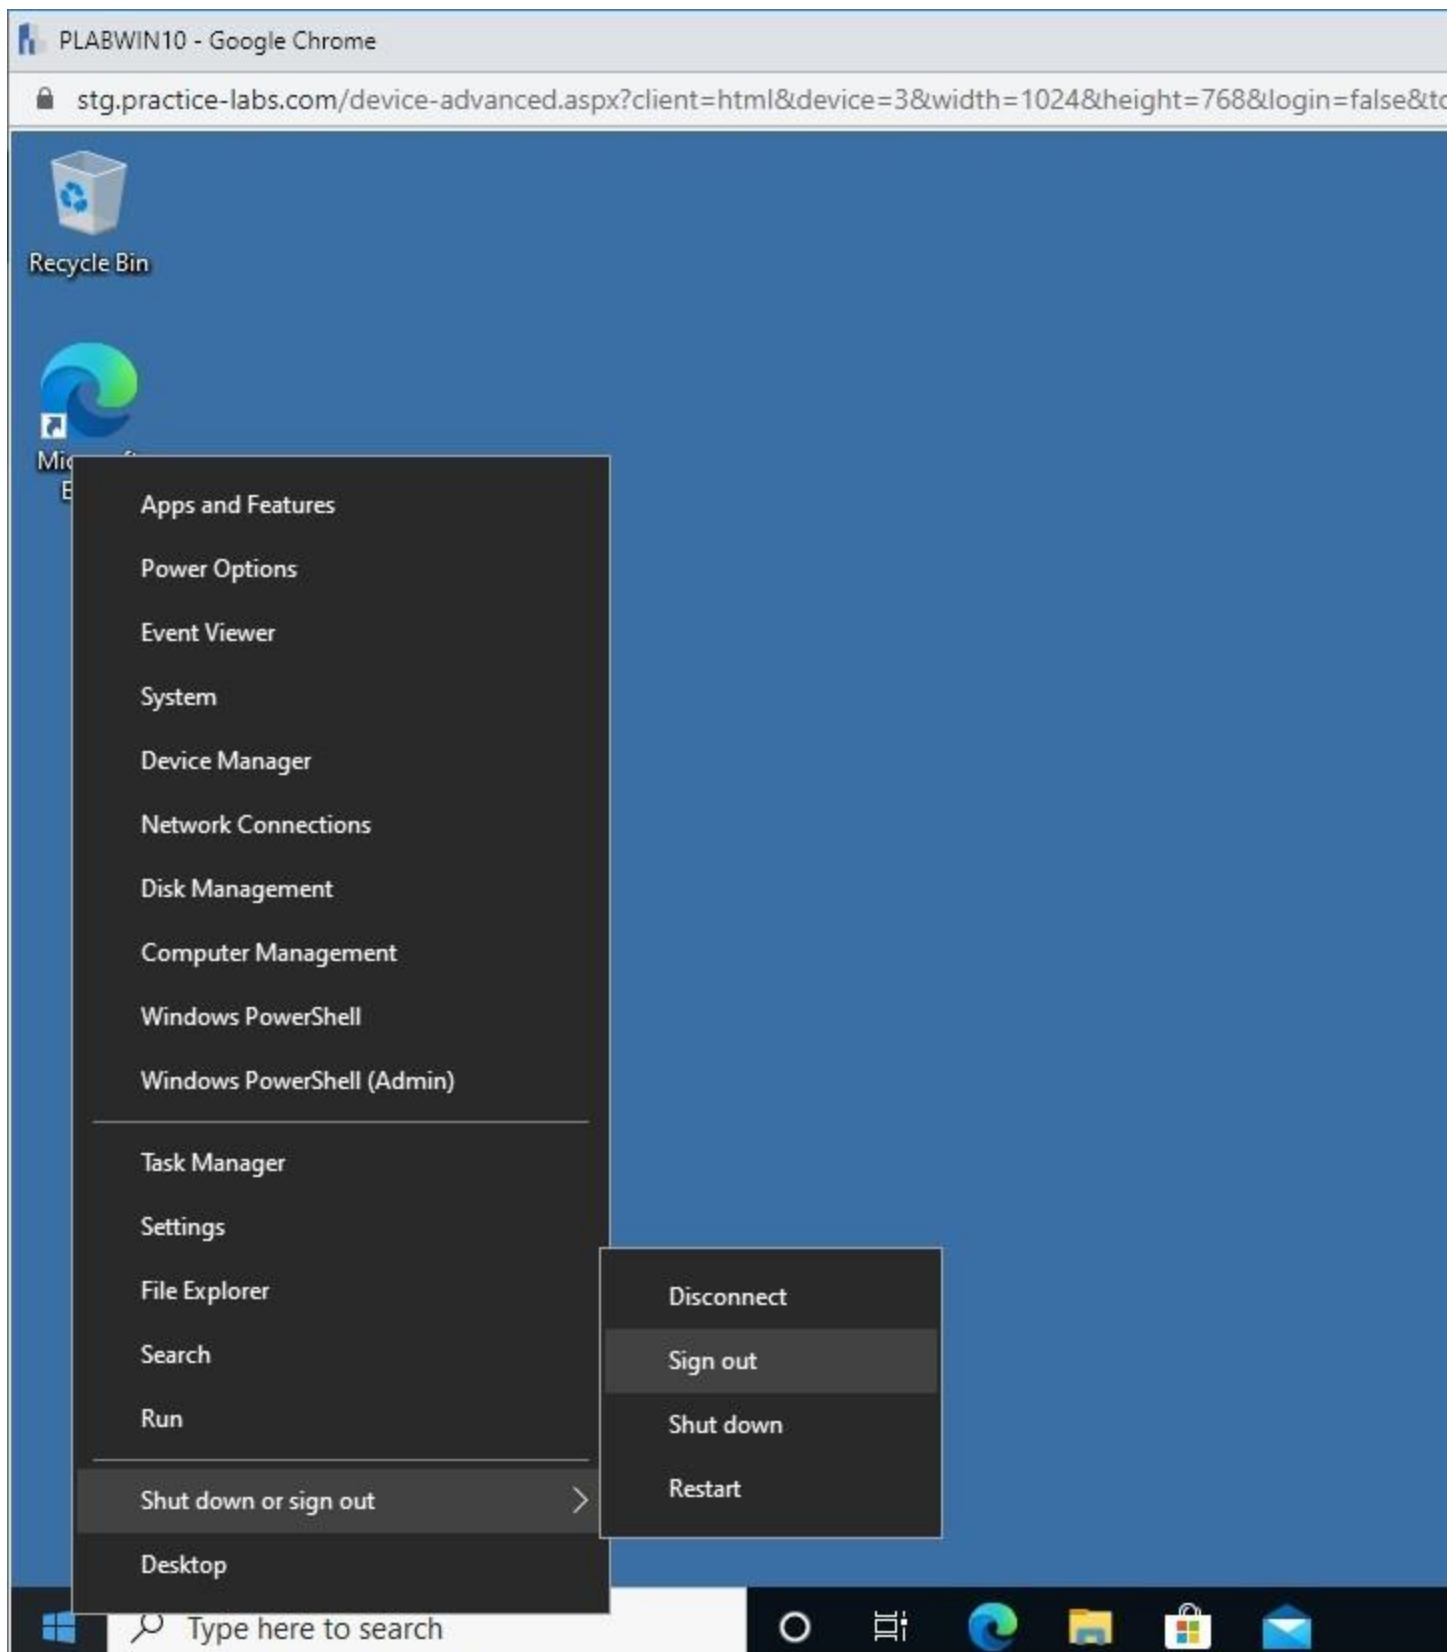 PLABWIN10 - Google Chrome
stg.practice-labs.com/device-advanced.aspx?client=html&device=3&width=1024&height=768&login=false&to
Recycle Bin
Apps and Features
Power Options
Event Viewer
System
Device Manager
Network Connections
Disk Management
Computer Management
Windows PowerShell
Windows PowerShell (Admin)
Task Manager
Settings
File Explorer
Search
Run
Shut down or sign out
Desktop
Disconnect
Sign out
Shut down
Restart
Type here to search